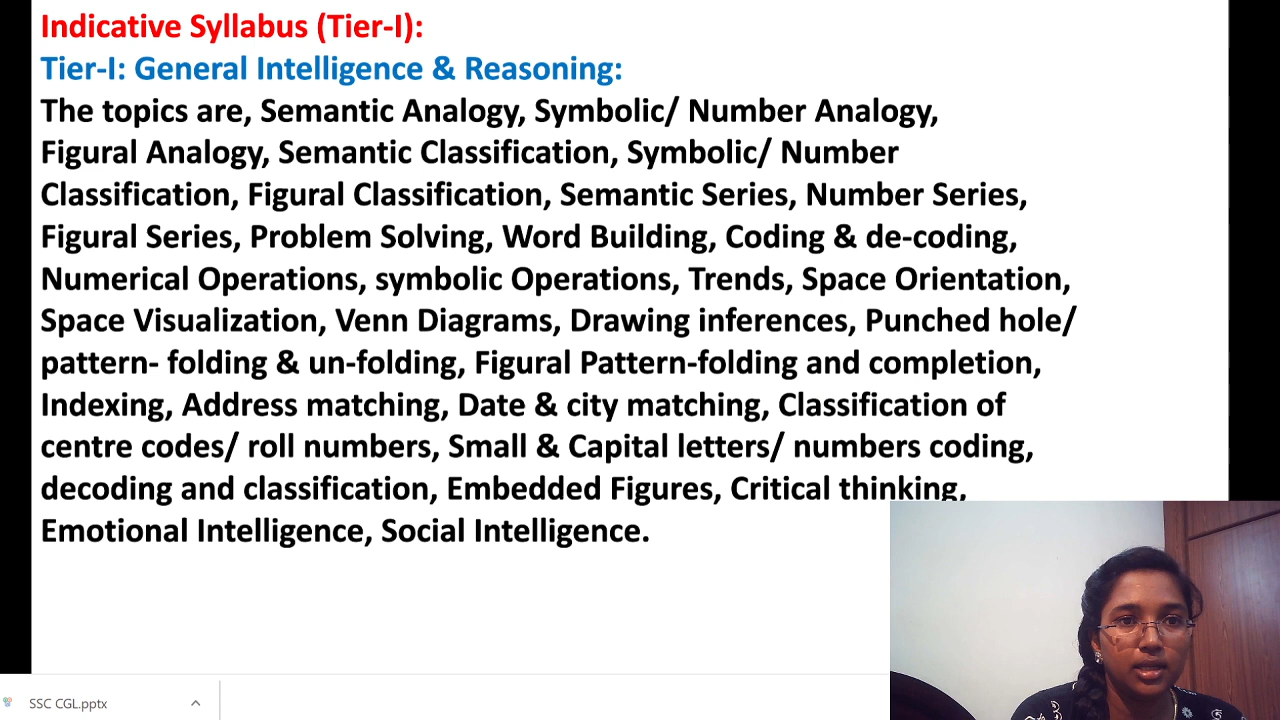 Indicative Syllabus (Tier-I):
Tier-I: General Intelligence & Reasoning:
The topics are, Semantic Analogy, Symbolic/ Number Analogy,
Figural Analogy, Semantic Classification, Symbolic/ Number
Classification, Figural Classification, Semantic Series, Number Series,
Figural Series, Problem Solving, Word Building, Coding & de-coding,
Numerical Operations, symbolic Operations, Trends, Space Orientation,
Space Visualization, Venn Diagrams, Drawing inferences, Punched hole/
pattern- folding & un-folding, Figural Pattern-folding and completion,
Indexing, Address matching, Date & city matching, Classification of
centre codes/ roll numbers, Small & Capital letters/ numbers coding,
decoding and classification, Embedded Figures, Critical thinking,
Emotional Intelligence, Social Intelligence.
SSC CGL.pptx